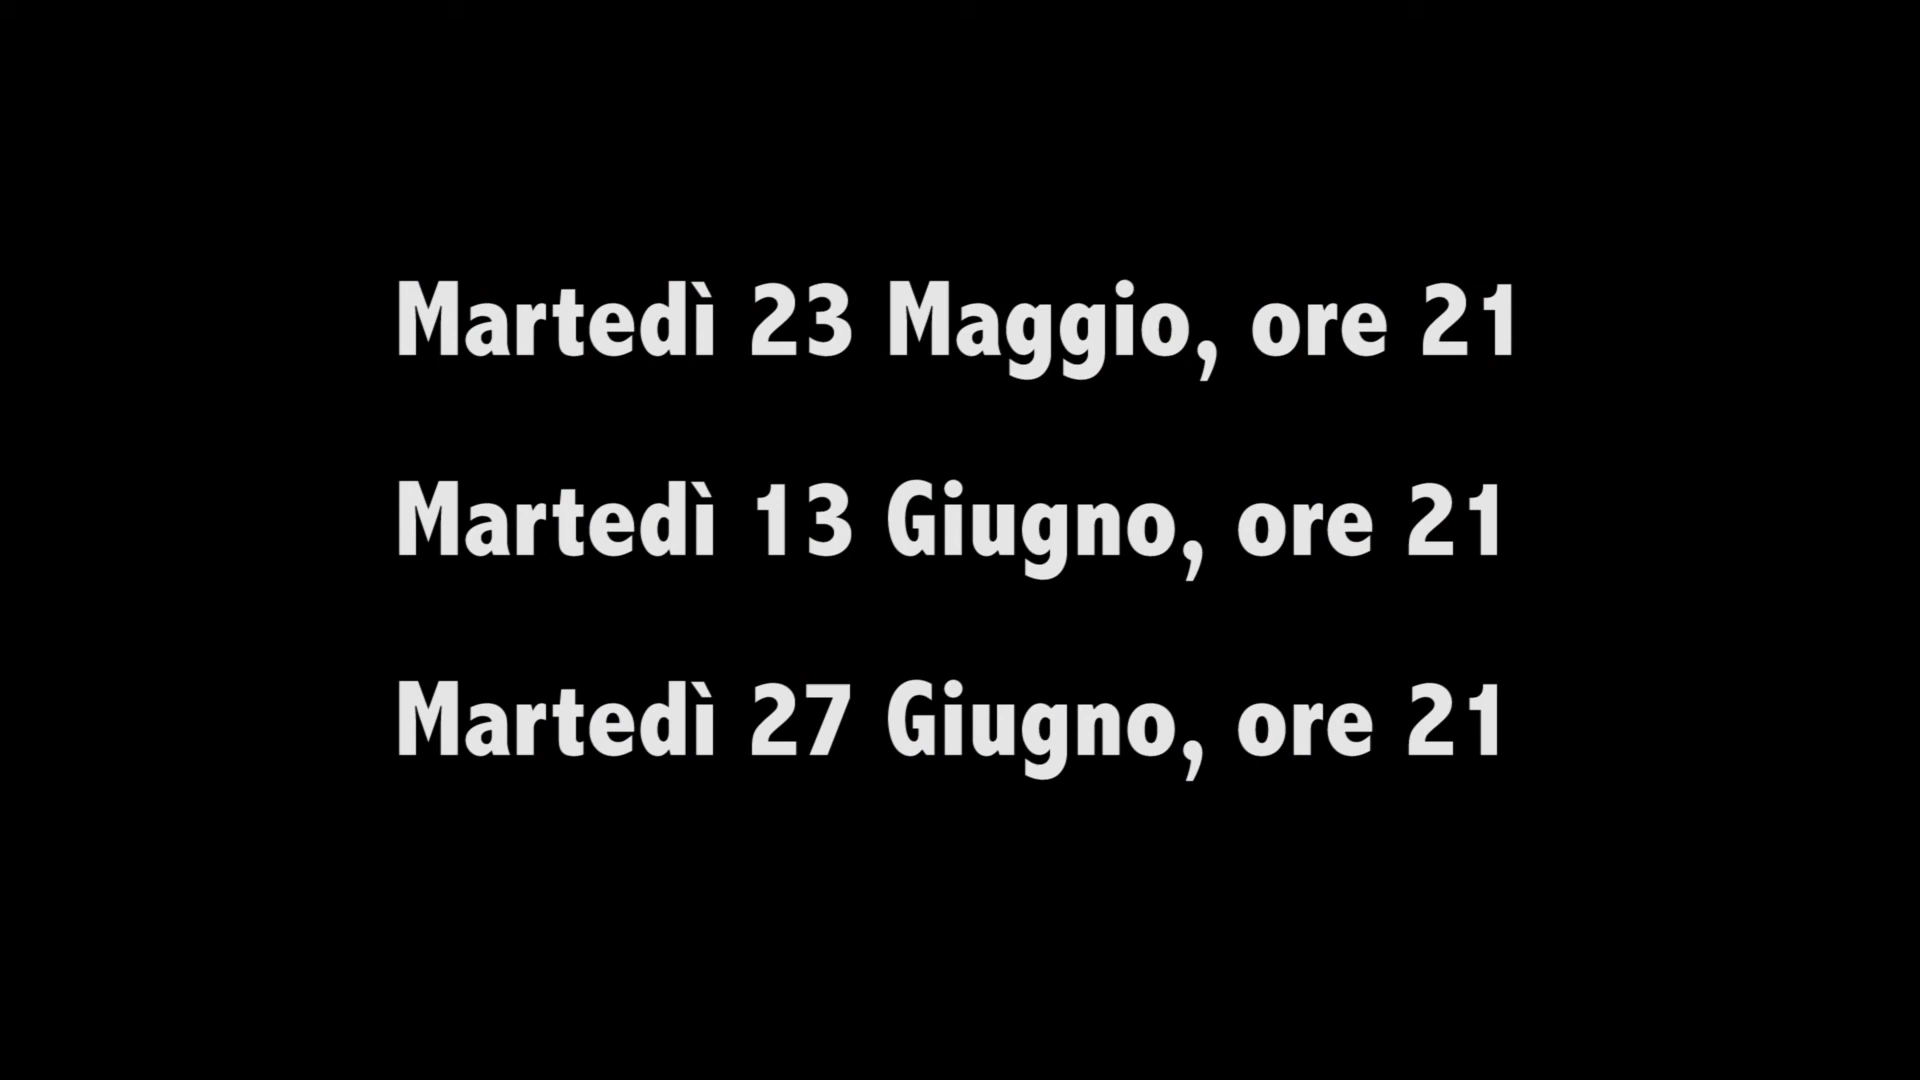 Martedì 23 Maggio, ore 21
Martedì 13 Giugno, ore 21
Martedì 27 Giugno, ore 21